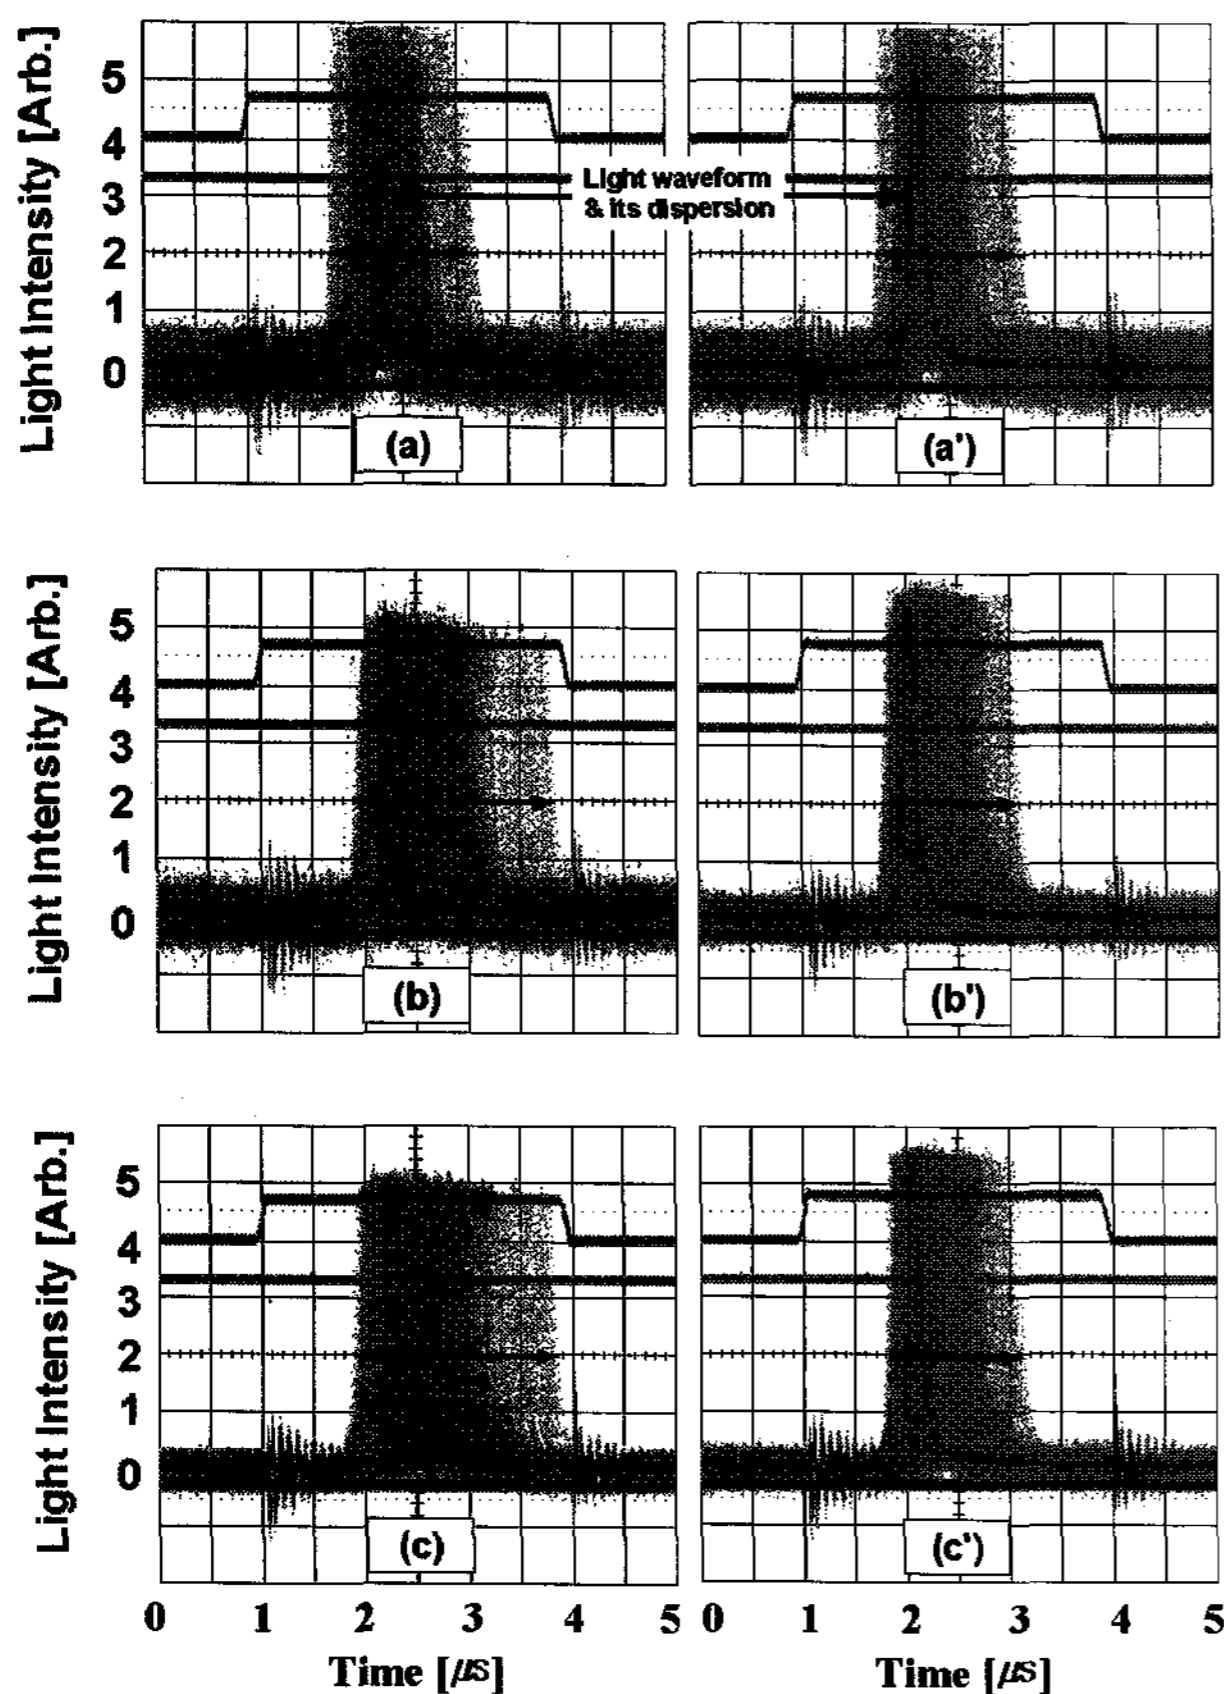 Light Intensity [Arb.]
5
4
3
2
1
0
Light waveform
& its dispersion
(a)
(a')
Light Intensity [Arb.]
5
4
3
2
1
0
(b)
(b')
Light Intensity [Arb.]
5
4
3
2
1
0
(c)
(c')
0 1 2 3 4 5
0 1 2 3 4 5
Time [μs]
Time [μs]